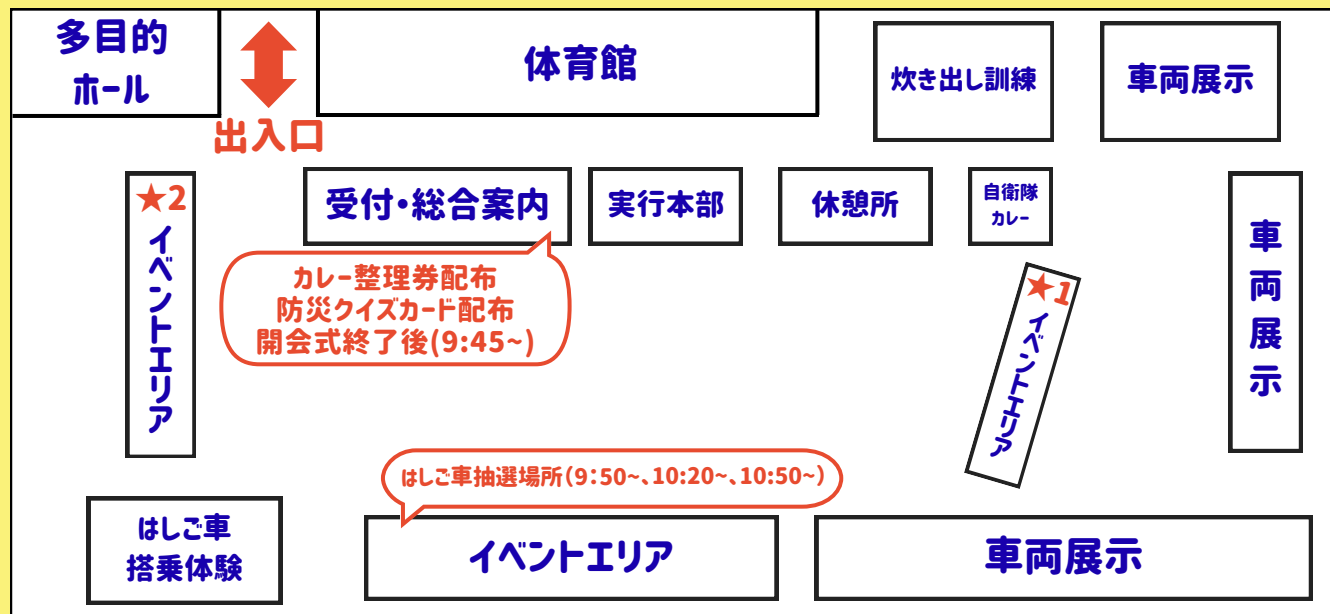 多目的
ホール
出入口
体育館
炊き出し訓練
車両展示
★2
イベントエリア
受付・総合案内
実行本部
休憩所
自衛隊
カレー
カレー整理券配布
防災クイズカード配布
開会式終了後(9:45~)
★1
イベントエリア
車両展示
はしご車抽選場所(9:50~、10:20~、10:50~)
はしご車
搭乗体験
イベントエリア
車両展示